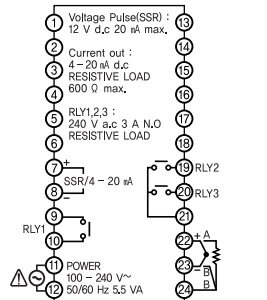 1
Voltage Pulse(SSR) :
12 V d.c 20 mA max.
13
2
14
3
Current out :
4-20 mA d.c
RESISTIVE LOAD
600 Ω max.
15
4
16
5
RLY1,2,3 :
240 V a.c 3 A N.O
RESISTIVE LOAD
17
6
18
7
+
SSR/4-20 mA
8
−
19
RLY2
20
RLY3
9
RLY1
10
21
11
POWER
100-240 V~
12
50/60 Hz 5.5 VA
22
+ A
23
− B
24
B